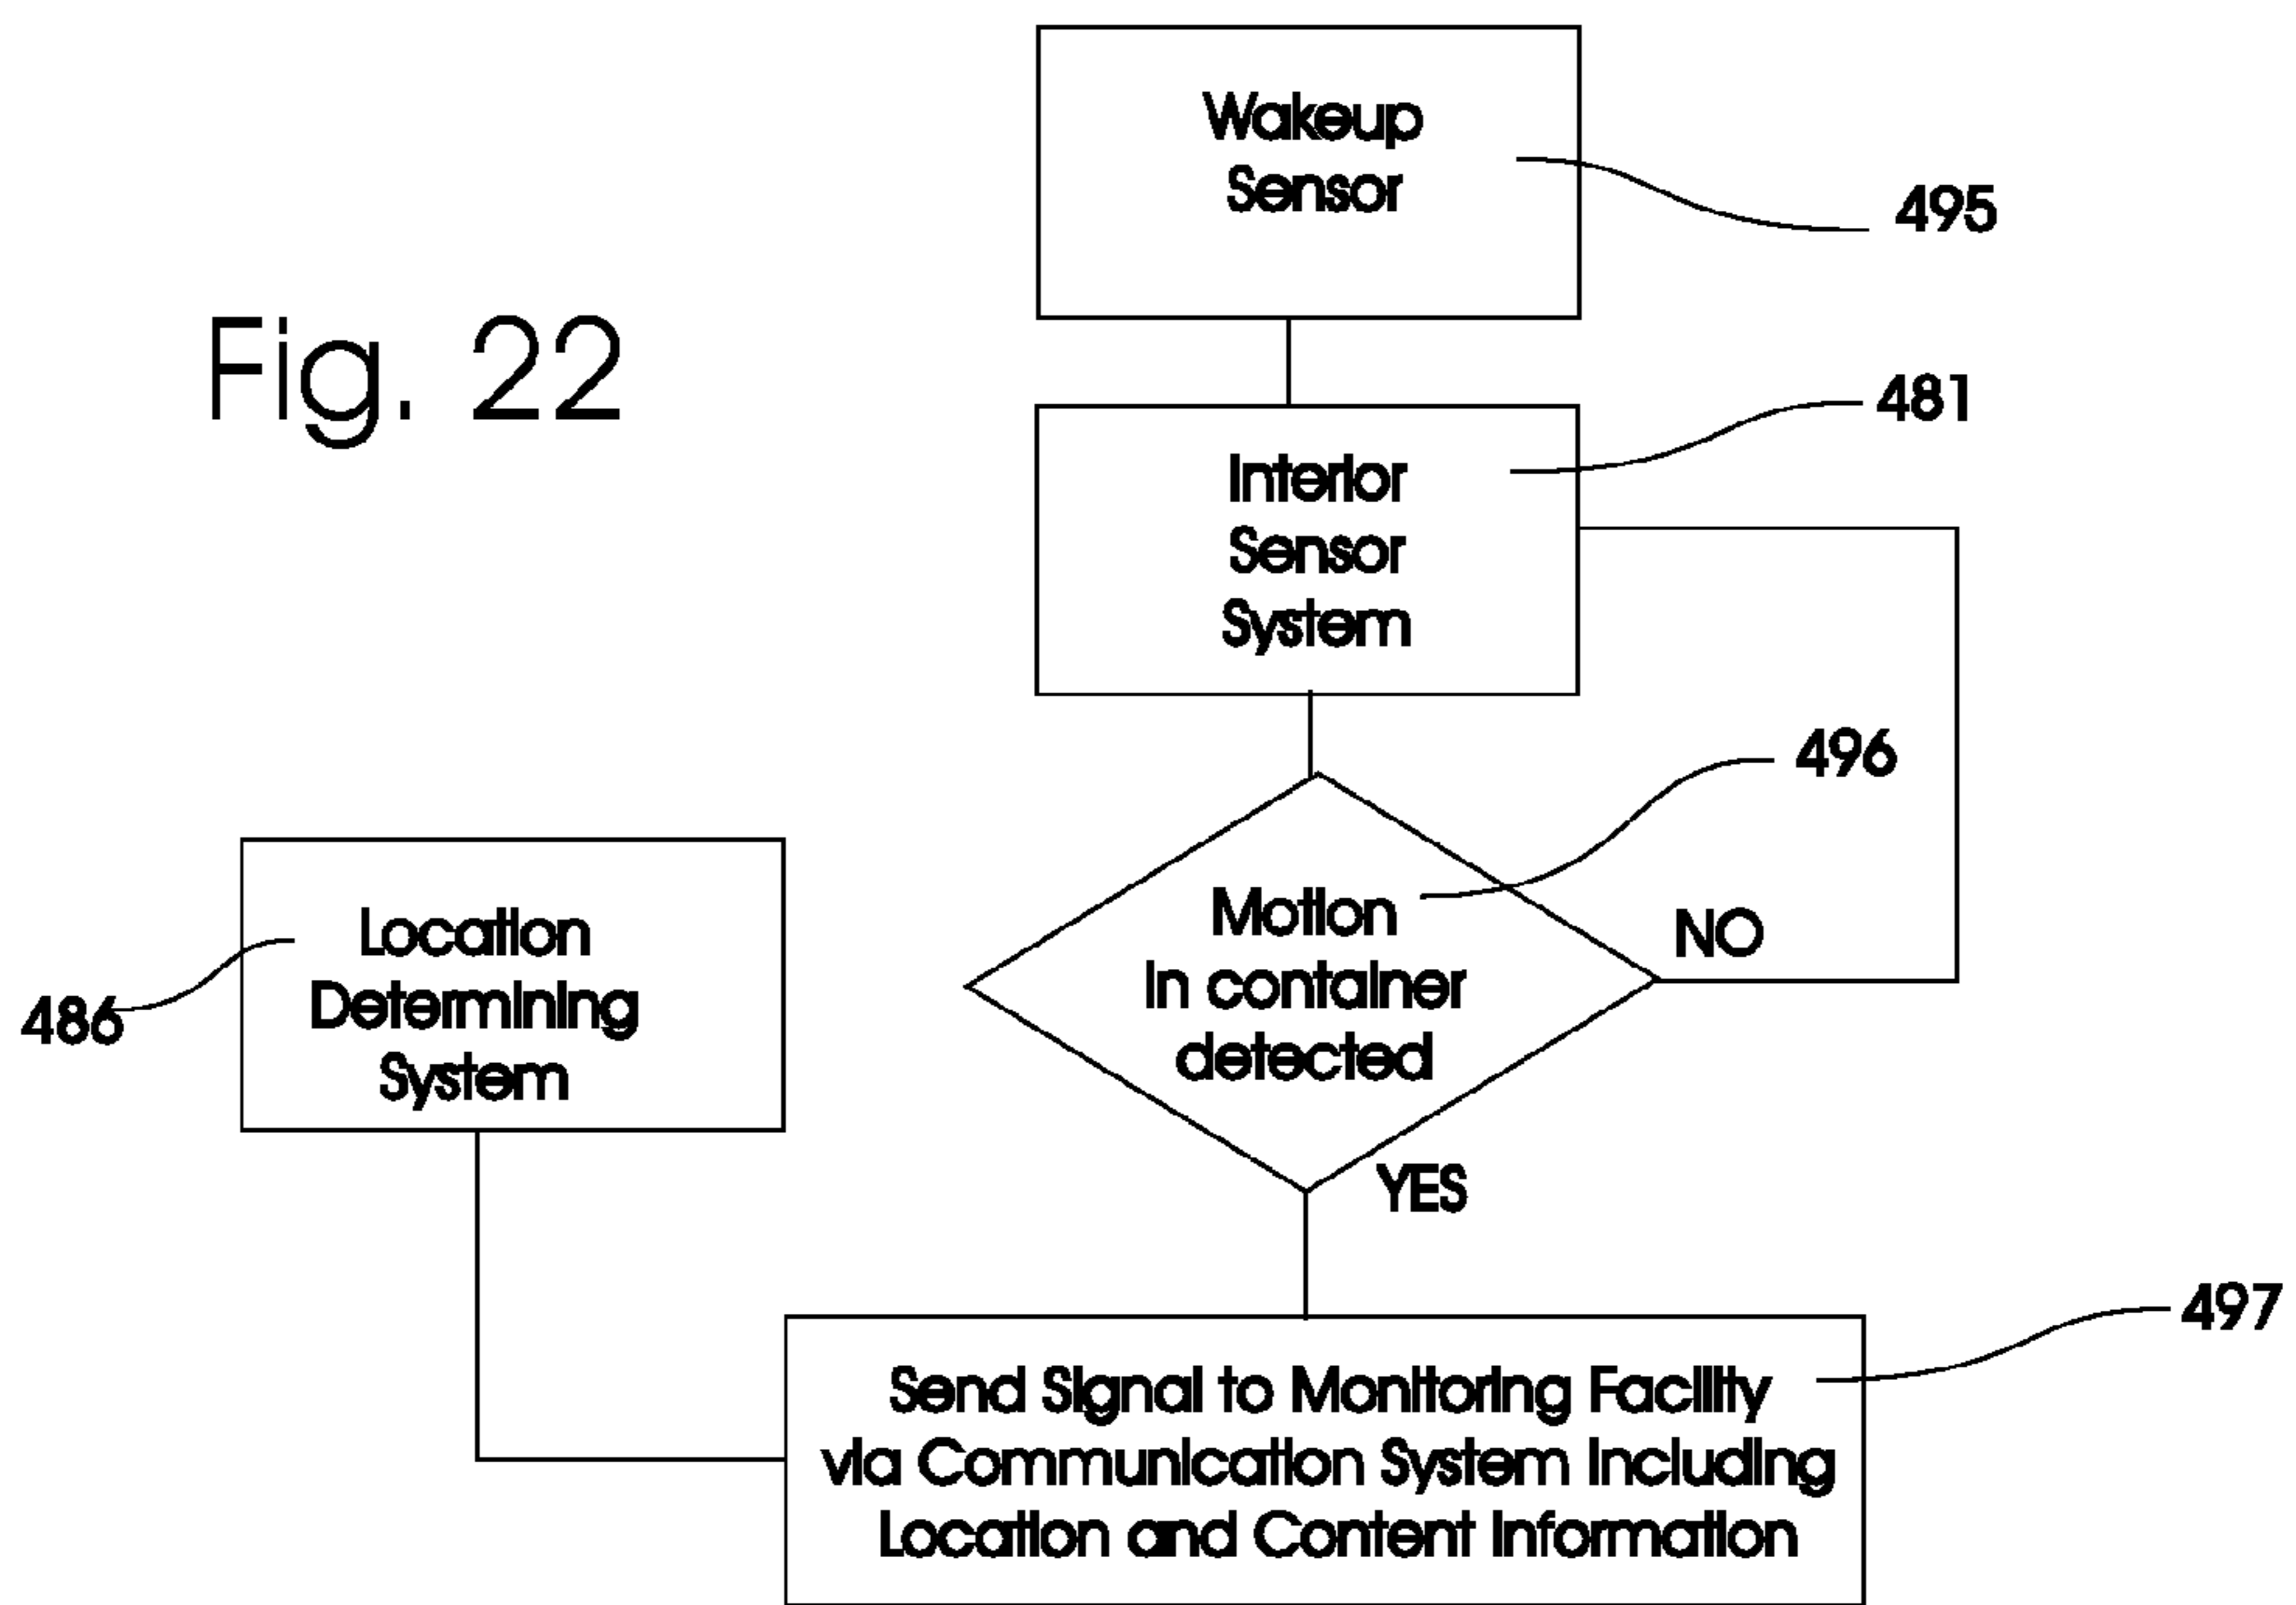 Fig. 22
Wakeup
Sensor
495
Interior
Sensor
System
481
Motion
in container
detected
496
NO
YES
Location
Determining
System
486
Send Signal to Monitoring Facility
via Communication System Including
Location and Content Information
497